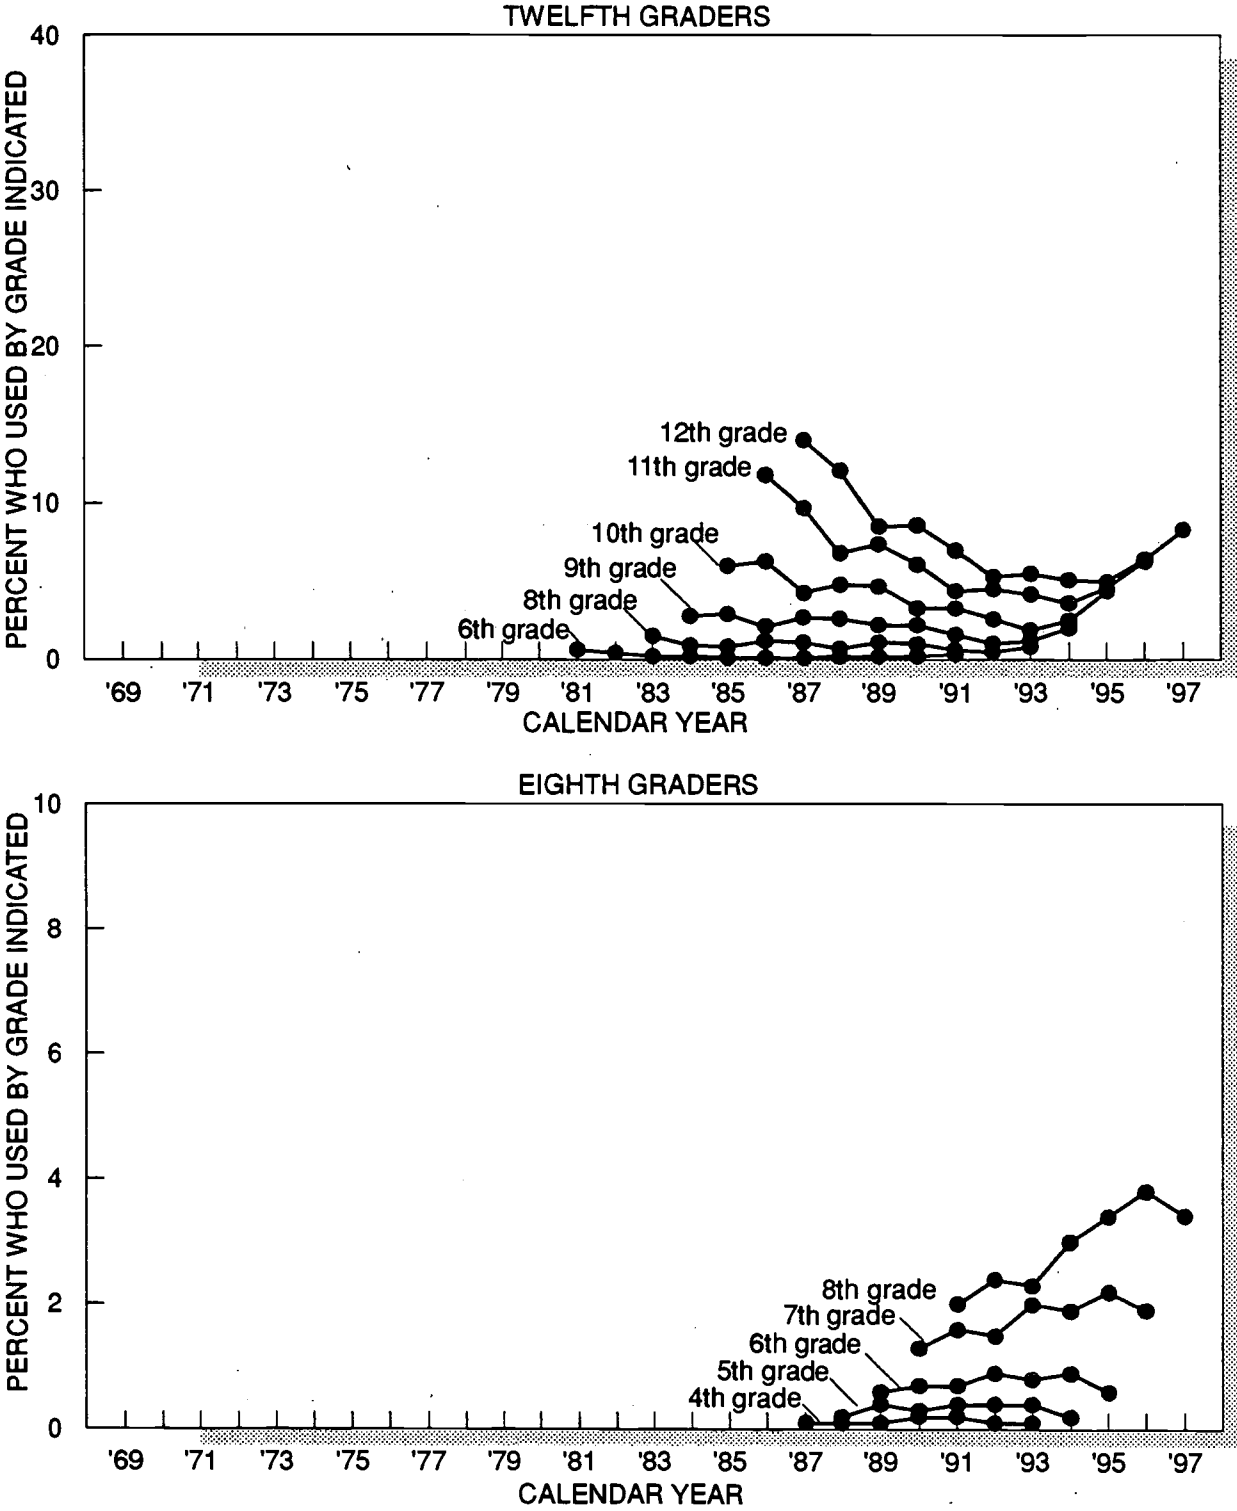 TWELFTH GRADERS
PERCENT WHO USED BY GRADE INDICATED
40
30
20
10
0
12th grade
11th grade
10th grade
9th grade
8th grade
6th grade
'69 '71 '73 '75 '77 '79 '81 '83 '85 '87 '89 '91 '93 '95 '97
CALENDAR YEAR
EIGHTH GRADERS
PERCENT WHO USED BY GRADE INDICATED
10
8
6
4
2
0
8th grade
7th grade
6th grade
5th grade
4th grade
'69 '71 '73 '75 '77 '79 '81 '83 '85 '87 '89 '91 '93 '95 '97
CALENDAR YEAR